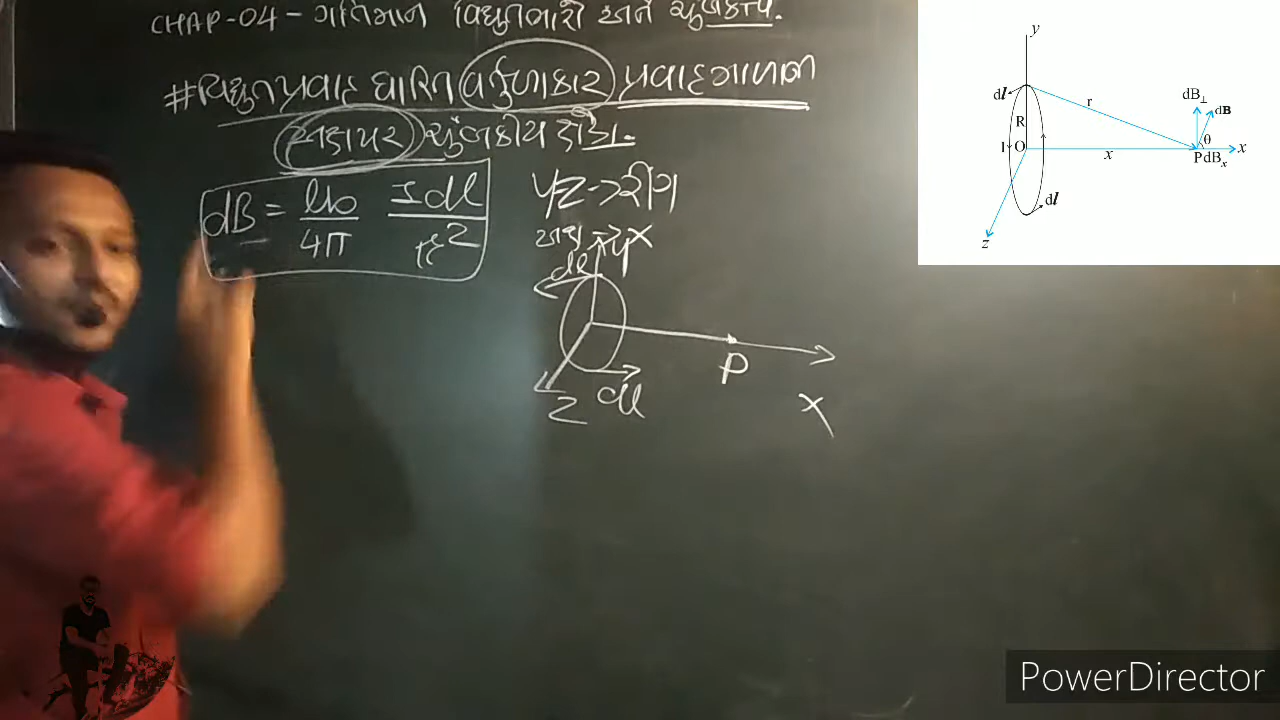 CHAP-04 - ગતિમાન વિદ્યુતભારો અને ચુંબકત્વ.
#વિદ્યુતપ્રવાહ ધારિત વર્તુળાકાર પ્રવાહગાળાની
અક્ષ પર ચુંબકીય ક્ષેત્ર.
dB = μ0/4π Idl/r²
yz → રીંગ
અક્ષ → X
y
dl
P
X
Z
dl
y
dl
r
R
I
O
x
dB⊥
dB
θ
P
dBx
x
dl
z
PowerDirector